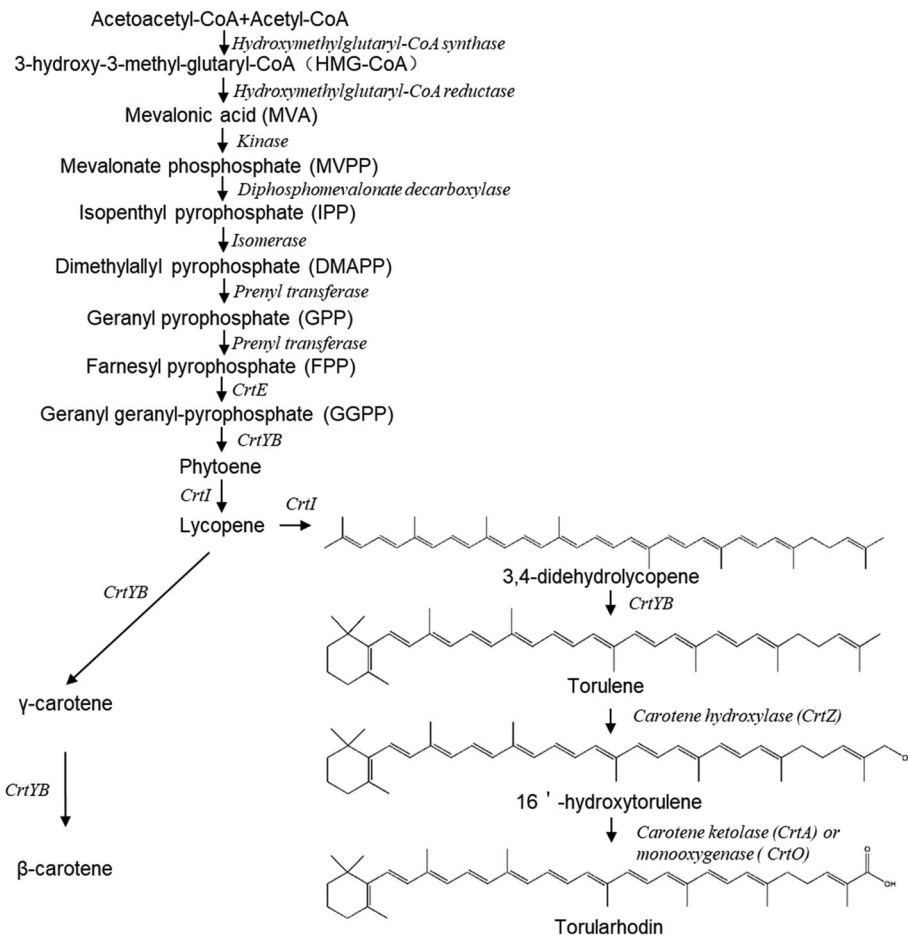 Acetoacetyl-CoA+Acetyl-CoA
Hydroxymethylglutaryl-CoA synthase
3-hydroxy-3-methyl-glutaryl-CoA（HMG-CoA）
Hydroxymethylglutaryl-CoA reductase
Mevalonic acid (MVA)
Kinase
Mevalonate phosphosphate (MVPP)
Diphosphomevalonate decarboxylase
Isopenthyl pyrophosphate (IPP)
Isomerase
Dimethylallyl pyrophosphate (DMAPP)
Prenyl transferase
Geranyl pyrophosphate (GPP)
Prenyl transferase
Farnesyl pyrophosphate (FPP)
CrtE
Geranyl geranyl-pyrophosphate (GGPP)
CrtYB
Phytoene
CrtI
Lycopene
CrtI
3,4-didehydrolycopene
CrtYB
Torulene
Carotene hydroxylase (CrtZ)
O
16＇-hydroxytorulene
Carotene ketolase (CrtA) or
monooxygenase ( CrtO)
O
OH
Torularhodin
CrtYB
γ-carotene
CrtYB
β-carotene